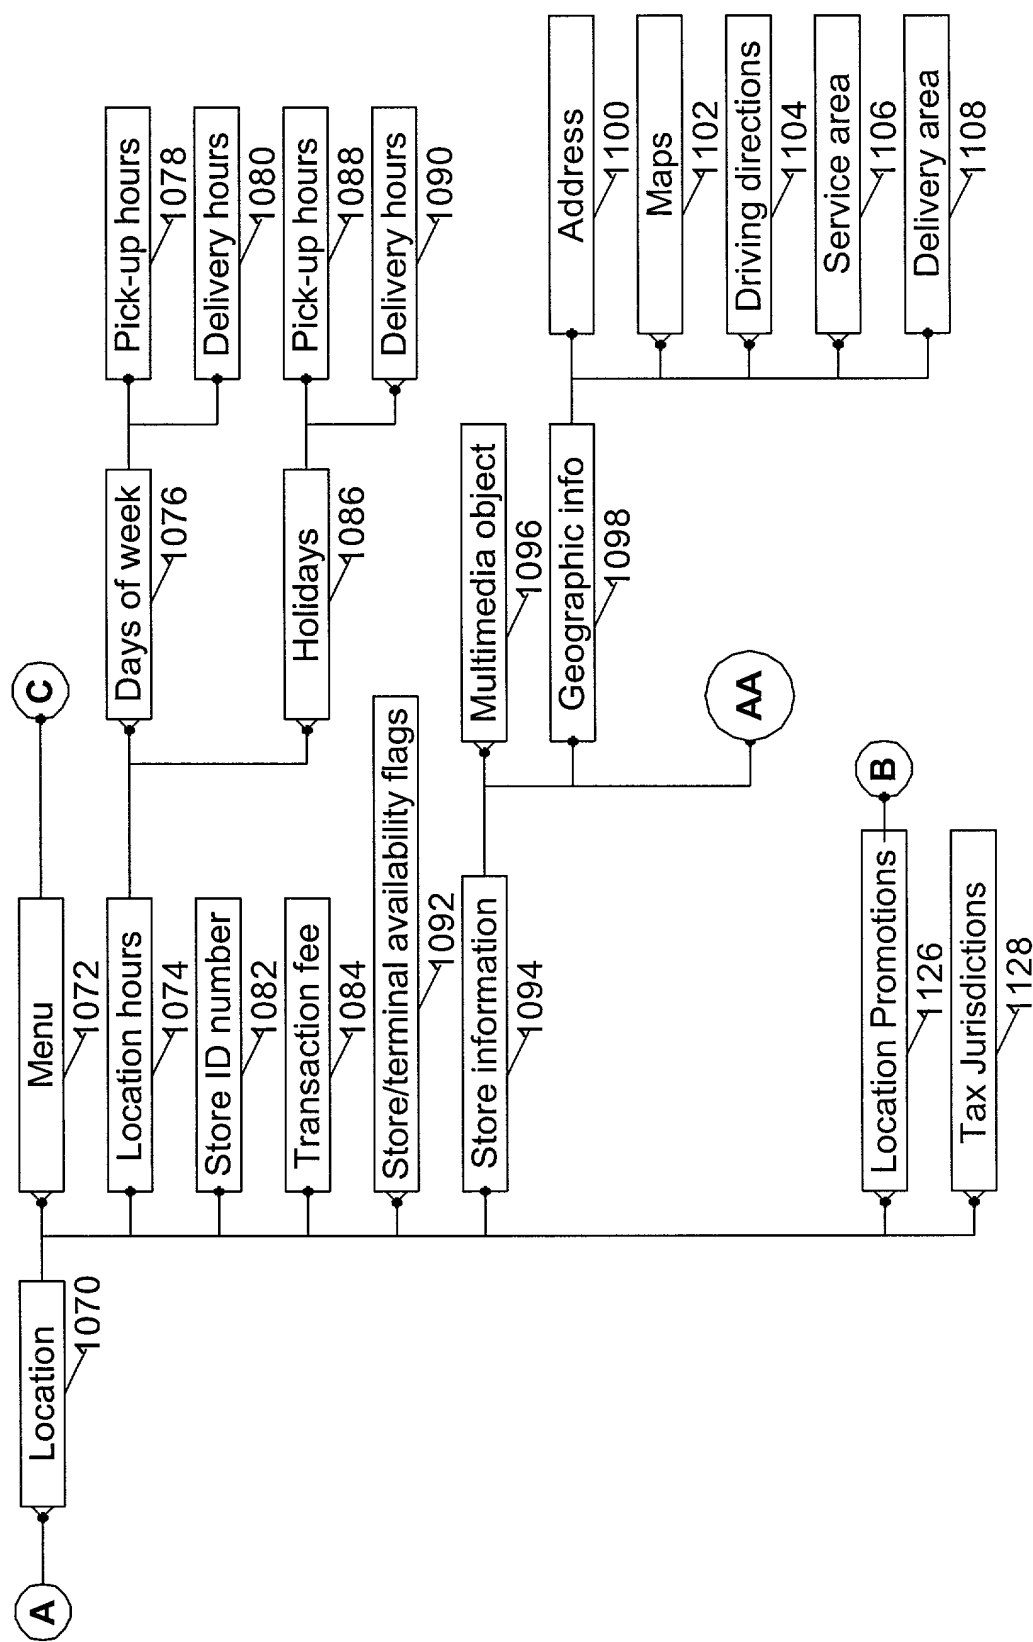 A
Location
1070
Menu
1072
C
Location hours
1074
Days of week
1076
Pick-up hours
1078
Delivery hours
1080
Holidays
1086
Pick-up hours
1088
Delivery hours
1090
Store ID number
1082
Transaction fee
1084
Store/terminal availability flags
1092
Store information
1094
Multimedia object
1096
Geographic info
1098
Address
1100
Maps
1102
Driving directions
1104
Service area
1106
Delivery area
1108
AA
Location Promotions
1126
B
Tax Jurisdictions
1128